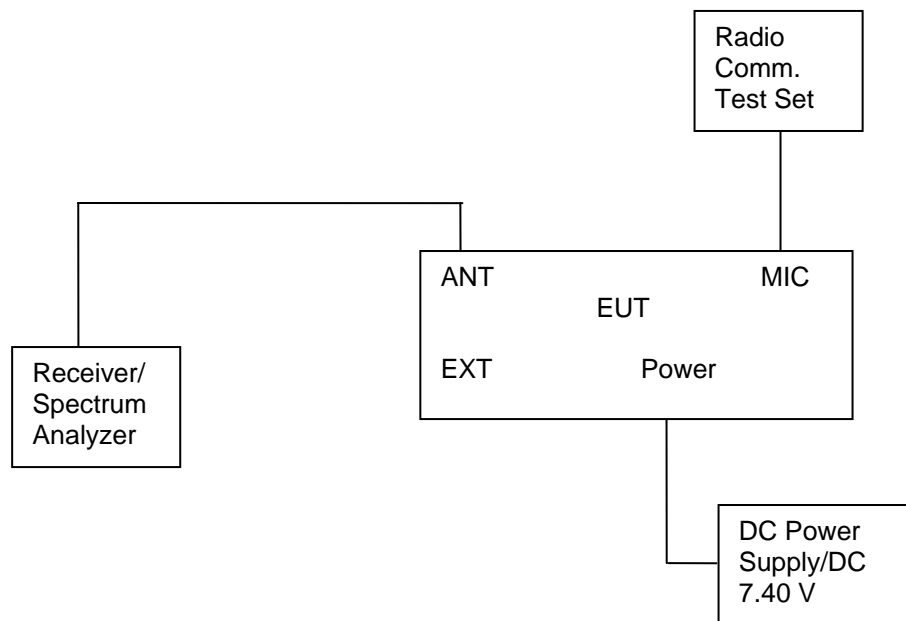 Radio
Comm.
Test Set
ANT
MIC
EUT
EXT
Power
Receiver/
Spectrum
Analyzer
DC Power
Supply/DC
7.40 V